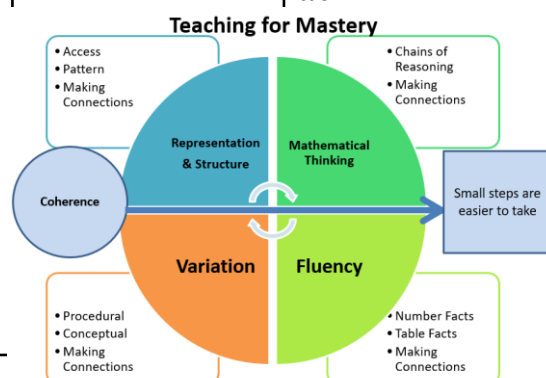 Teaching for Mastery
• Access
• Pattern
• Making
Connections
• Chains of
Reasoning
• Making
Connections
Representation
& Structure
Mathematical
Thinking
Coherence
Small steps are
easier to take
Variation
Fluency
• Procedural
• Conceptual
• Making
Connections
• Number Facts
• Table Facts
• Making
Connections